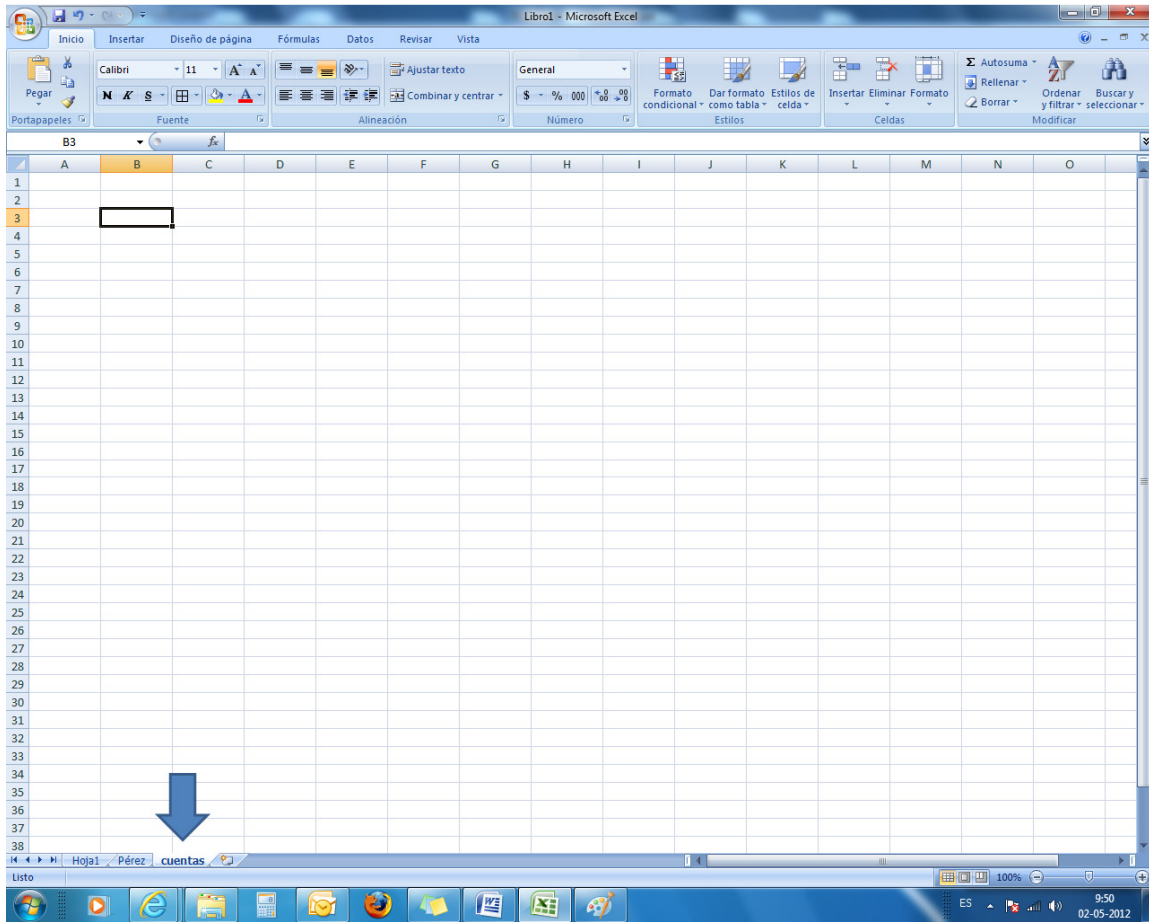 Libro1 - Microsoft Excel
Inicio Insertar Diseño de página Fórmulas Datos Revisar Vista
Pegar
Calibri 11 A A
Ajustar texto
General
Formato condicional
Dar formato como tabla
Estilos de celda
Insertar Eliminar Formato
Σ Autosuma
Rellenar
Borrar
Ordenar y filtrar
Buscar y seleccionar
N K S A
Combinar y centrar
$ % 000
Portapapeles Fuente Alineación Número Estilos Celdas Modificar
B3 fx
A B C D E F G H I J K L M N O
1
2
3
4
5
6
7
8
9
10
11
12
13
14
15
16
17
18
19
20
21
22
23
24
25
26
27
28
29
30
31
32
33
34
35
36
37
38
Hoja1 Pérez cuentas
Listo 100%
ES 9:50
02-05-2012